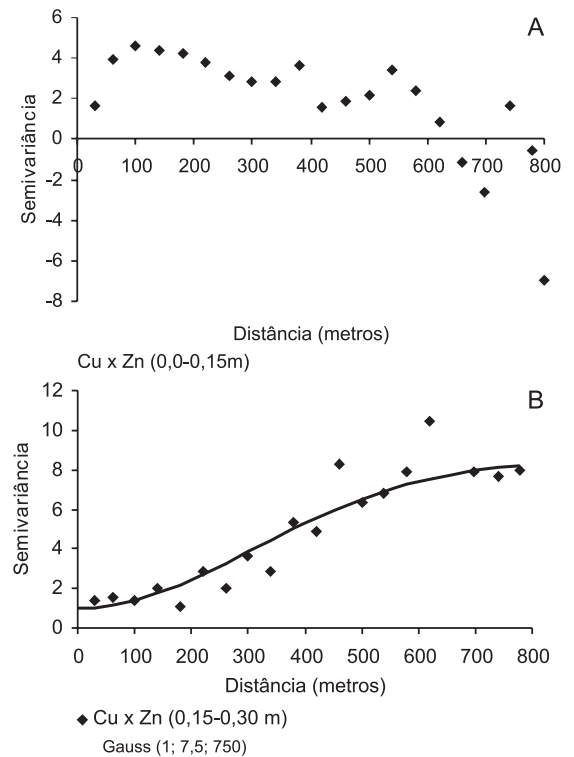 A
6
4
2
0
-2
-4
-6
-8
Semivariância
100 200 300 400 500 600 700 800
Distância (metros)
Cu x Zn (0,0-0,15m)
B
12
10
8
6
4
2
0
Semivariância
0 100 200 300 400 500 600 700 800
Distância (metros)
Cu x Zn (0,15-0,30 m)
Gauss (1; 7,5; 750)